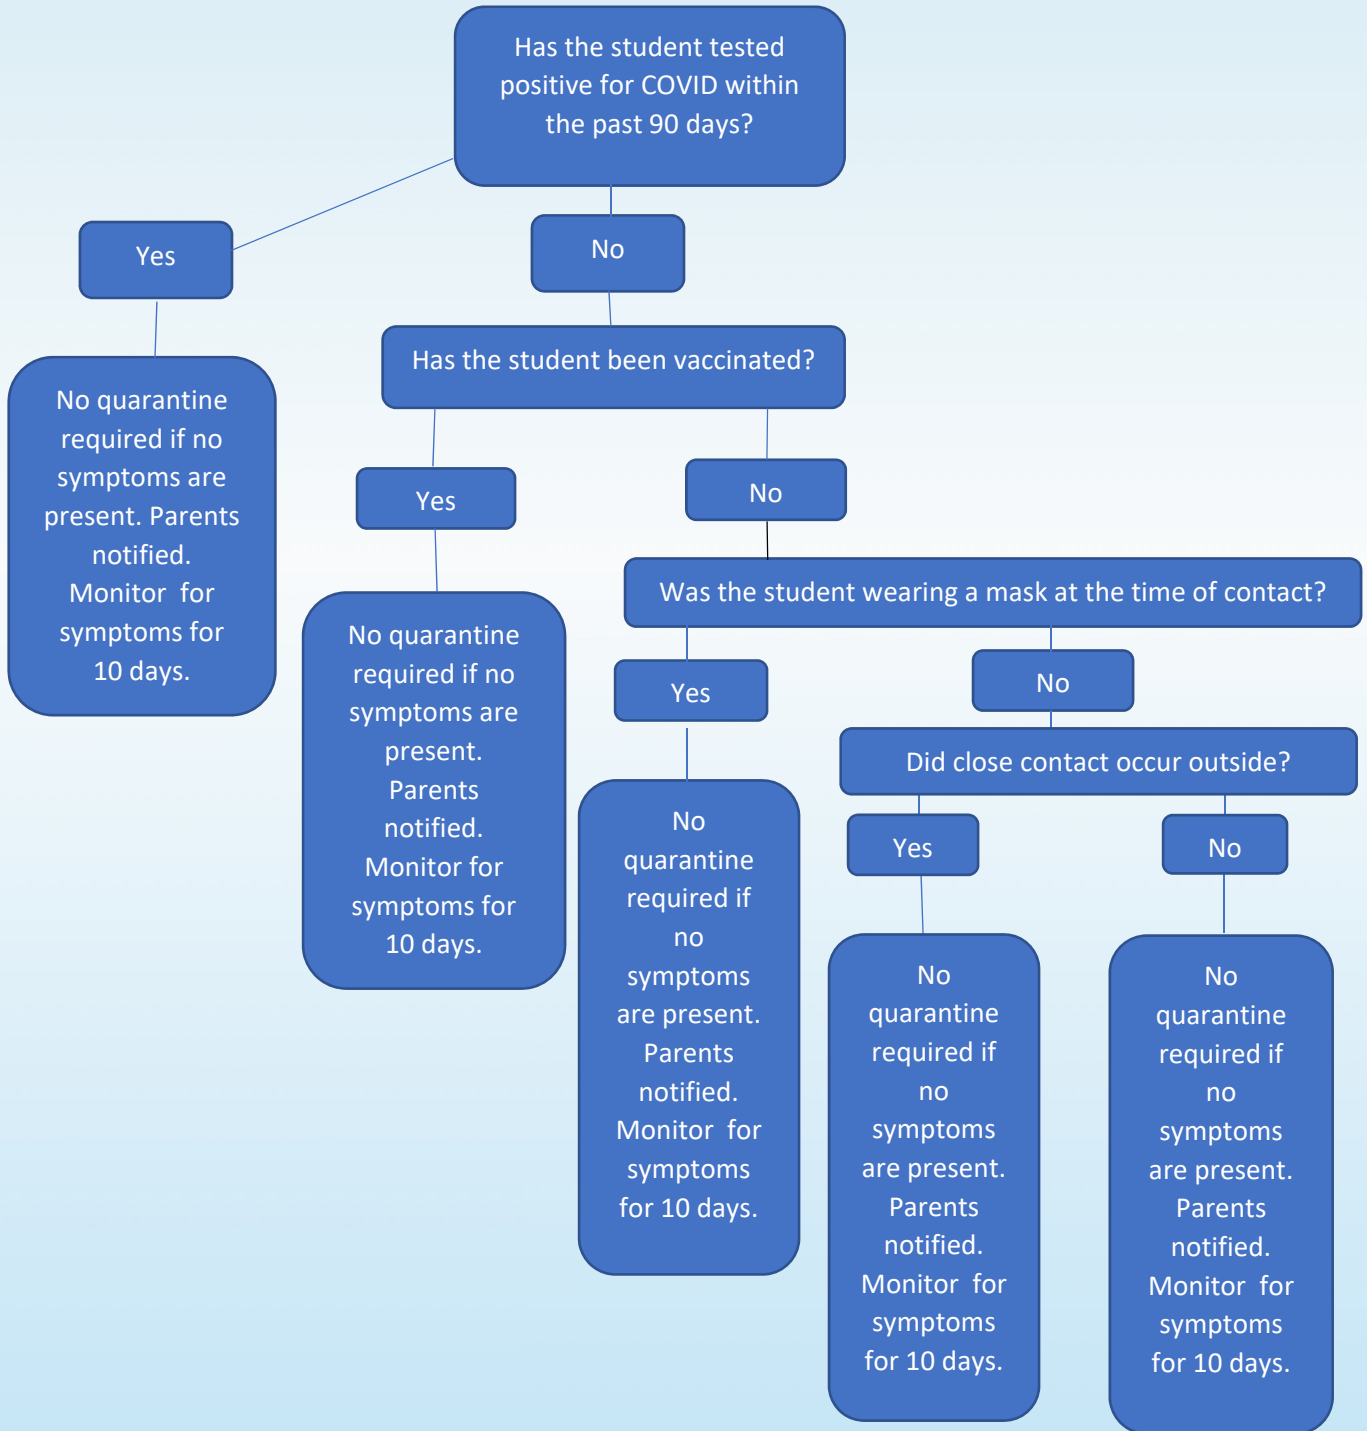 Has the student tested
positive for COVID within
the past 90 days?
Yes
No
No quarantine
required if no
symptoms are
present. Parents
notified.
Monitor for
symptoms for
10 days.
Has the student been vaccinated?
Yes
No
No quarantine
required if no
symptoms are
present.
Parents
notified.
Monitor for
symptoms for
10 days.
Was the student wearing a mask at the time of contact?
Yes
No
No
quarantine
required if
no
symptoms
are present.
Parents
notified.
Monitor for
symptoms
for 10 days.
Did close contact occur outside?
Yes
No
No
quarantine
required if
no
symptoms
are present.
Parents
notified.
Monitor for
symptoms
for 10 days.
No
quarantine
required if
no
symptoms
are present.
Parents
notified.
Monitor for
symptoms
for 10 days.